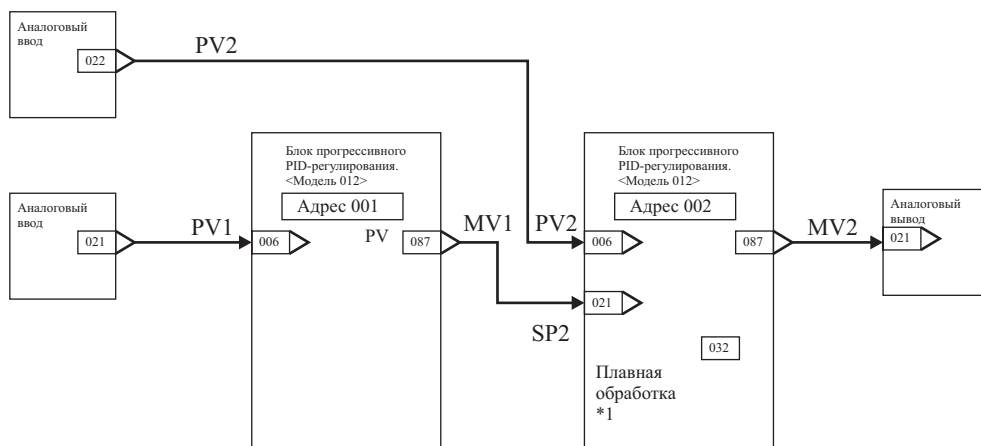 Аналоговый
ввод
022
PV2
Блок прогрессивного
PID-регулирования.
<Модель 012>
Адрес 001
Блок прогрессивного
PID-регулирования.
<Модель 012>
Адрес 002
Аналоговый
ввод
021
PV1
006
PV
087
MV1
PV2
006
087
MV2
Аналоговый
вывод
021
021
SP2
032
Плавная
обработка
*1